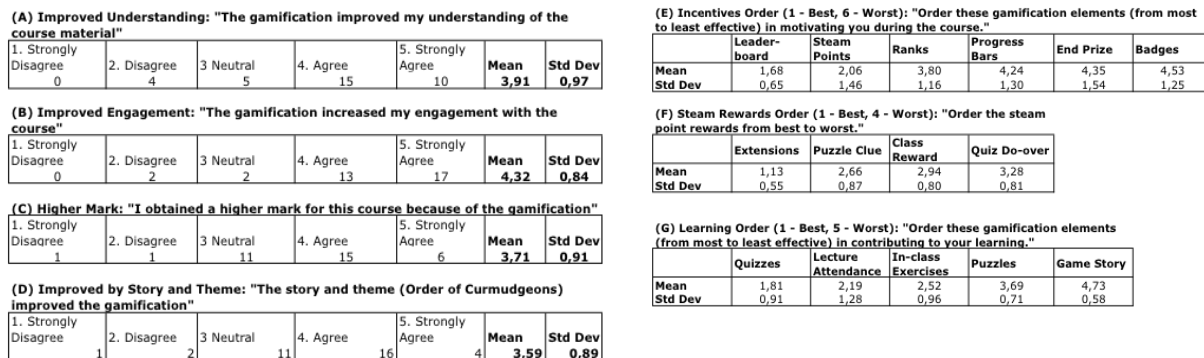 (A) Improved Understanding: "The gamification improved my understanding of the
course material"
1. Strongly Disagree 2. Disagree 3 Neutral 4. Agree 5. Strongly Agree Mean Std Dev
0 4 5 15 10 3,91 0,97
(B) Improved Engagement: "The gamification increased my engagement with the
course"
1. Strongly Disagree 2. Disagree 3 Neutral 4. Agree 5. Strongly Agree Mean Std Dev
0 2 2 13 17 4,32 0,84
(C) Higher Mark: "I obtained a higher mark for this course because of the gamification"
1. Strongly Disagree 2. Disagree 3 Neutral 4. Agree 5. Strongly Agree Mean Std Dev
1 1 11 15 6 3,71 0,91
(D) Improved by Story and Theme: "The story and theme (Order of Curmudgeons)
improved the gamification"
1. Strongly Disagree 2. Disagree 3 Neutral 4. Agree 5. Strongly Agree Mean Std Dev
1 2 11 16 4 3,59 0,89
(E) Incentives Order (1 - Best, 6 - Worst): "Order these gamification elements (from most
to least effective) in motivating you during the course."
Leader-board Steam Points Ranks Progress Bars End Prize Badges
Mean 1,68 2,06 3,80 4,24 4,35 4,53
Std Dev 0,65 1,46 1,16 1,30 1,54 1,25
(F) Steam Rewards Order (1 - Best, 4 - Worst): "Order the steam
point rewards from best to worst."
Extensions Puzzle Clue Class Reward Quiz Do-over
Mean 1,13 2,66 2,94 3,28
Std Dev 0,55 0,87 0,80 0,81
(G) Learning Order (1 - Best, 5 - Worst): "Order these gamification elements
(from most to least effective) in contributing to your learning."
Quizzes Lecture Attendance In-class Exercises Puzzles Game Story
Mean 1,81 2,19 2,52 3,69 4,73
Std Dev 0,91 1,28 0,96 0,71 0,58